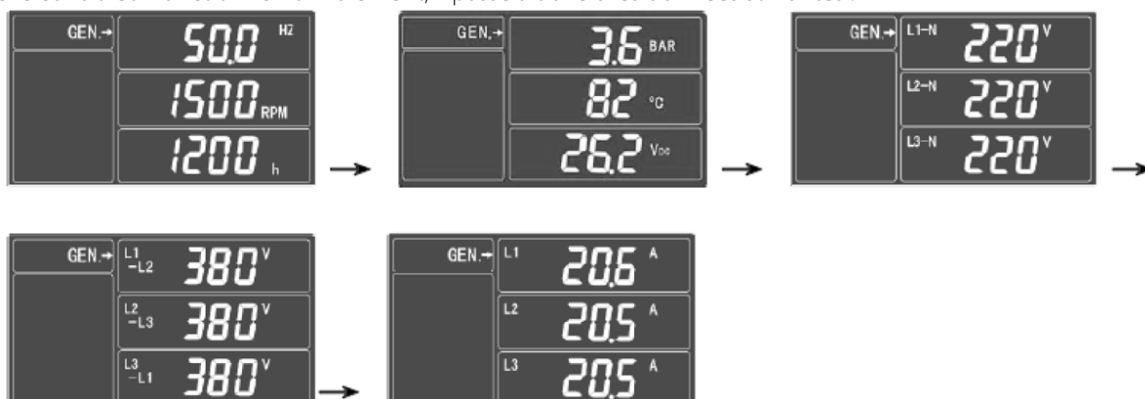 GEN.→ 50.0 HZ
1500 RPM
1200 h
GEN.→ 3.6 BAR
82 °C
26.2 VDC
GEN.→ L1-N 220 V
L2-N 220 V
L3-N 220 V
GEN.→ L1-L2 380 V
L2-L3 380 V
L3-L1 380 V
GEN.→ L1 20.6 A
L2 20.5 A
L3 20.5 A